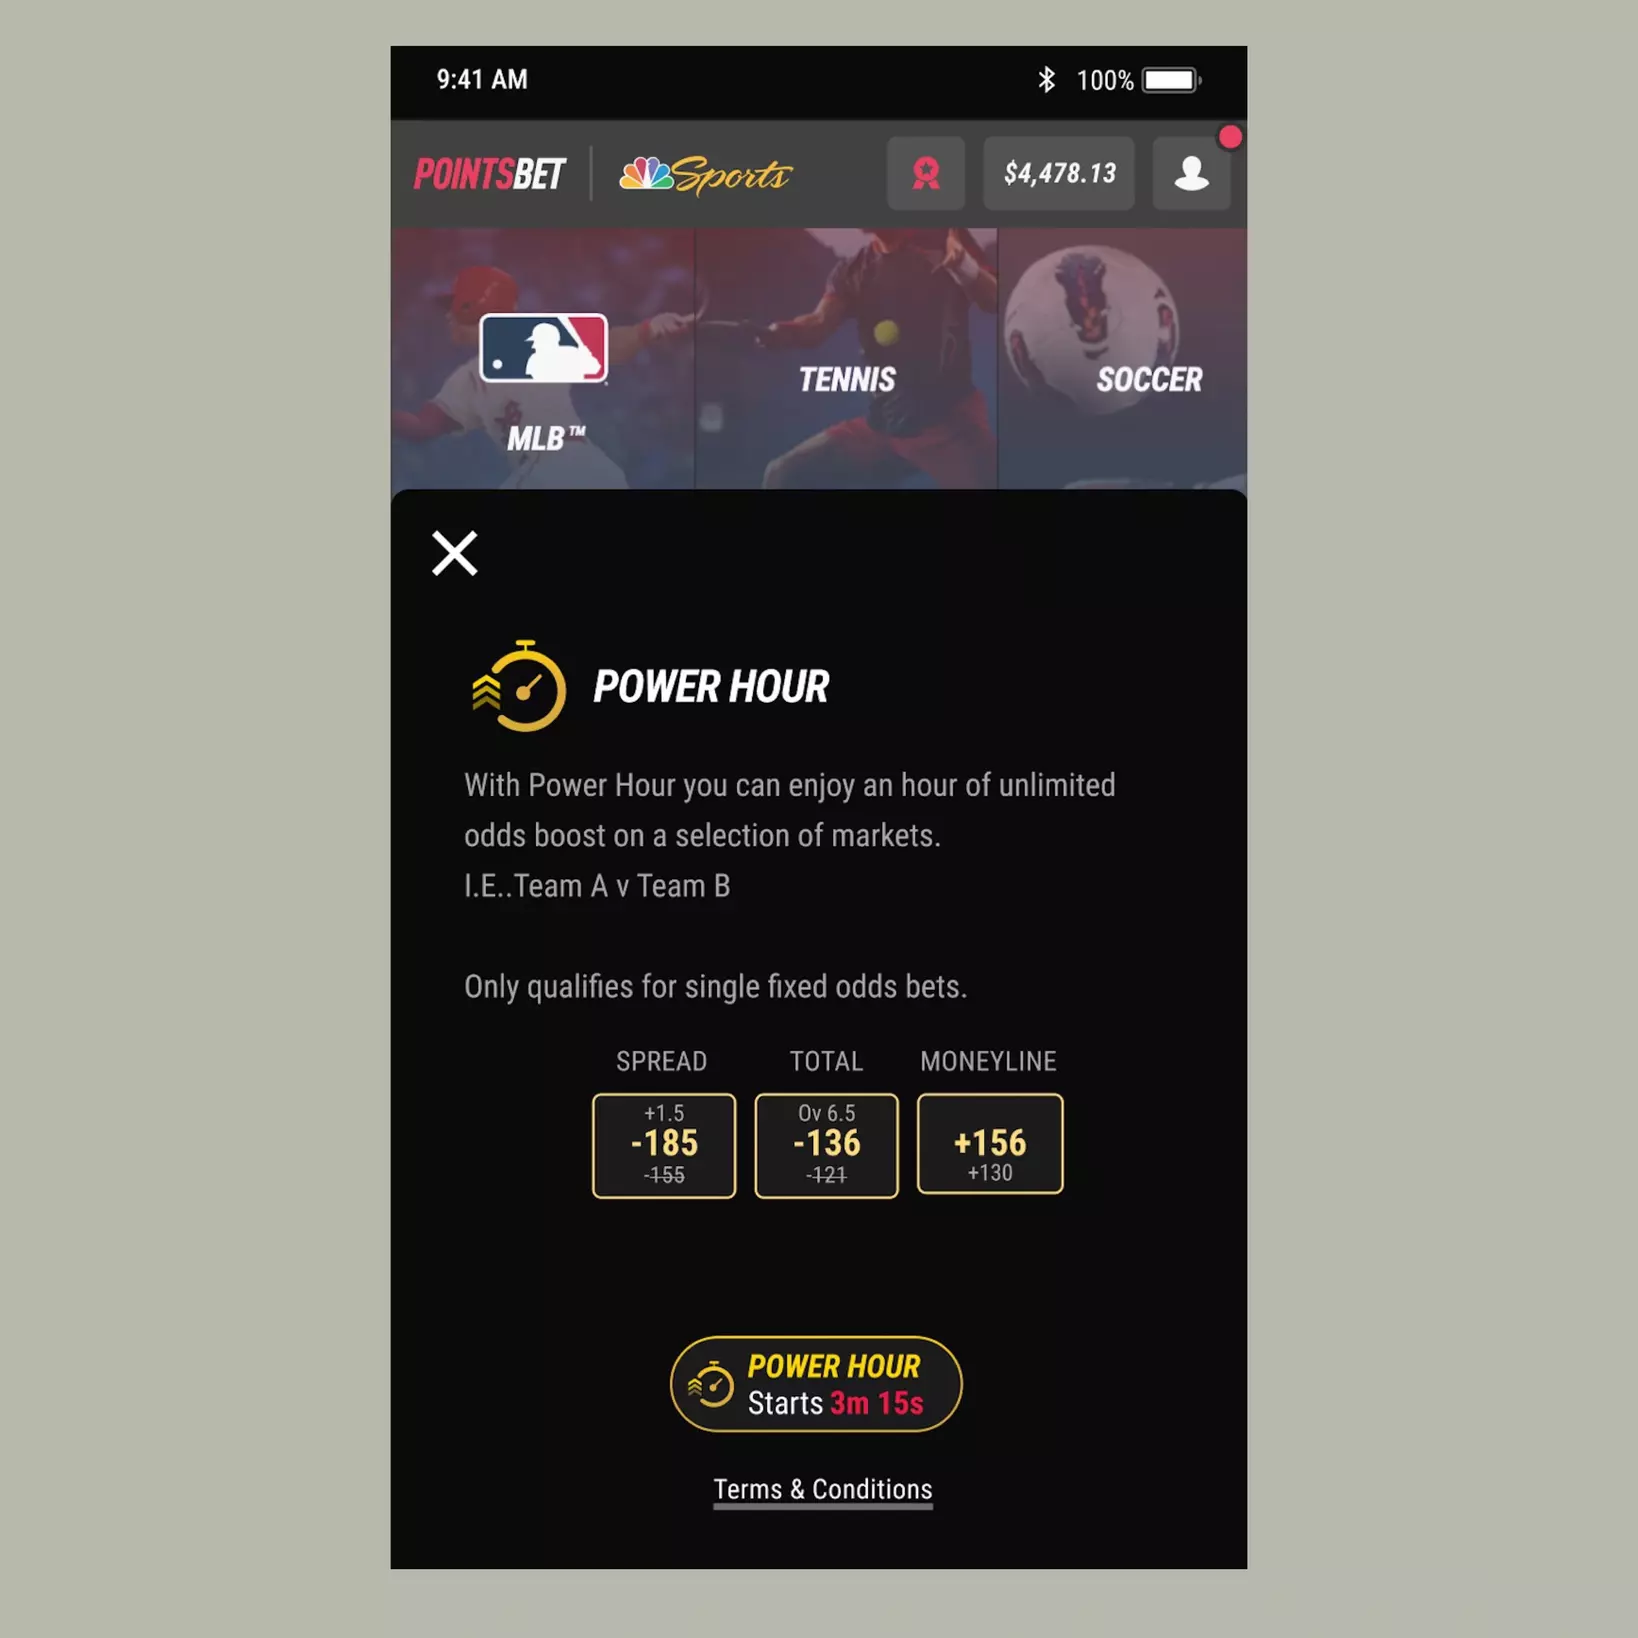 9:41 AM 100%
POINTSBET Sports $4,478.13
TENNIS SOCCER
MLB™
POWER HOUR
With Power Hour you can enjoy an hour of unlimited
odds boost on a selection of markets.
I.E..Team A v Team B
Only qualifies for single fixed odds bets.
SPREAD TOTAL MONEYLINE
+1.5 Ov 6.5
-185 -136 +156
-155 -121 +130
POWER HOUR
Starts 3m 15s
Terms & Conditions